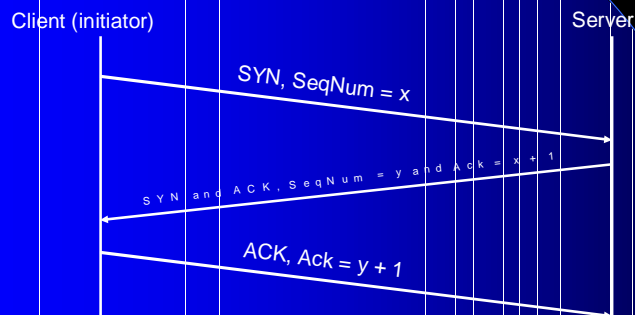 Client (initiator)
Server
SYN, SeqNum = x
SYN and ACK, SeqNum = y and Ack = x + 1
ACK, Ack = y + 1